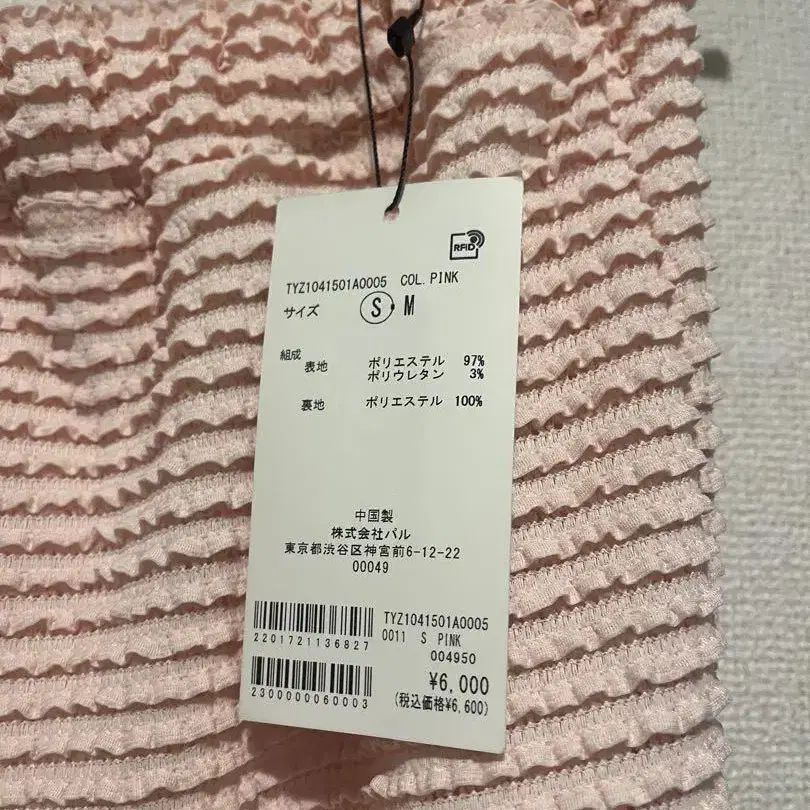 RFID
TYZ1041501A0005 COL.PINK
サイズ S・M
組成
表地 ポリエステル 97%
ポリウレタン 3%
裏地 ポリエステル 100%
中国製
株式会社パル
東京都渋谷区神宮前6-12-22
00049
TYZ1041501A0005
2201721136827 0011 S PINK
004950
¥6,000
2300000060003 (税込価格¥6,600)